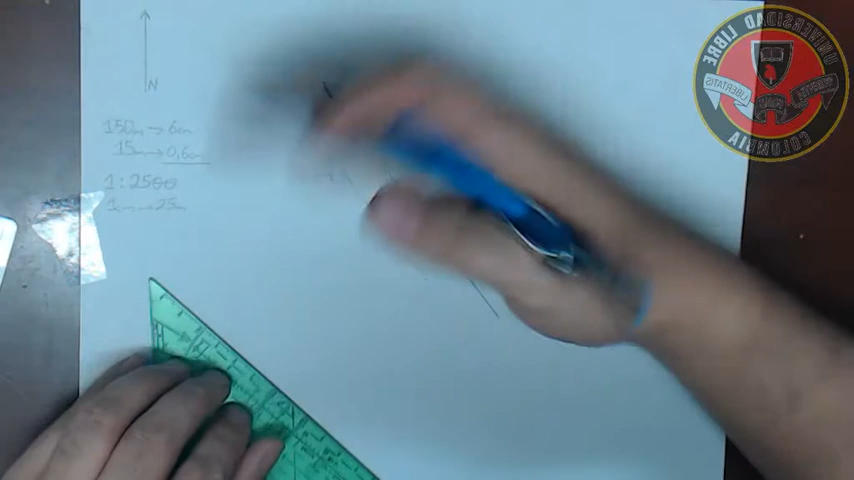 N
150m → 6cm
15m → 0,6cm
1:2500
1cm → 25m
UNIVERSIDAD LIBRE
COLOMBIA
LIBERTATIS